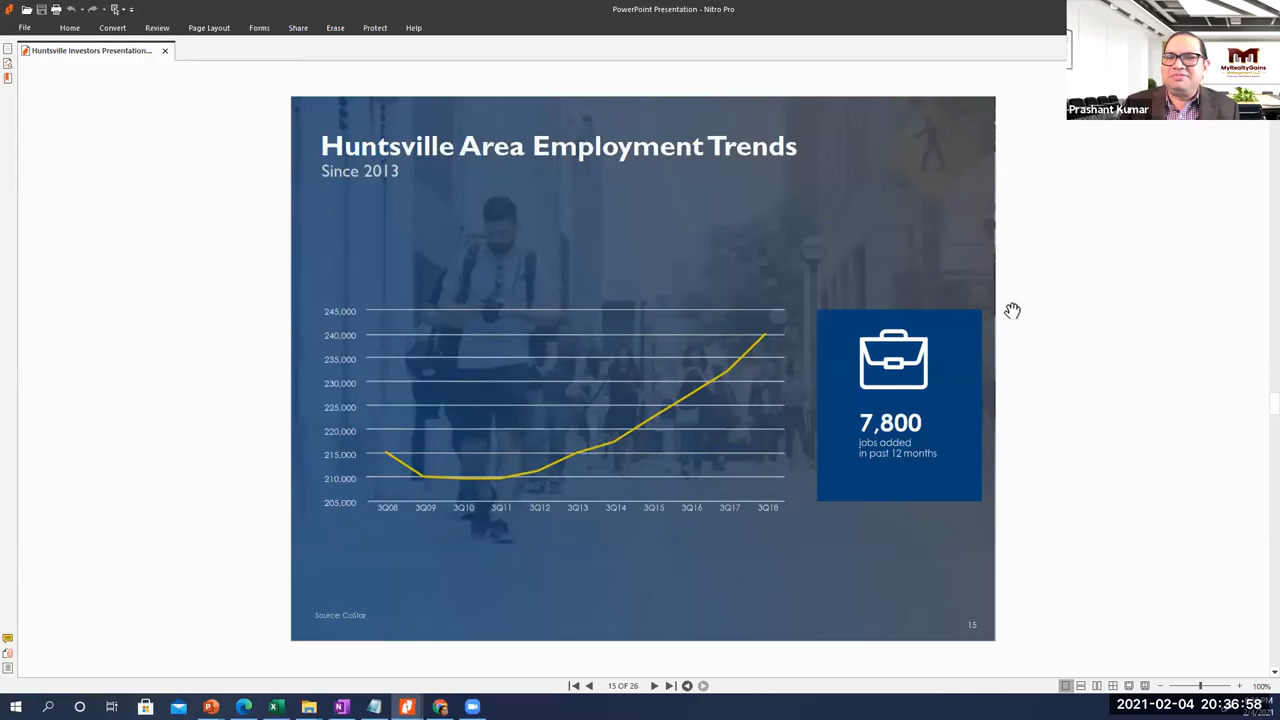 PowerPoint Presentation - Nitro Pro
File Home Convert Review Page Layout Forms Share Erase Protect Help
Huntsville Investors Presentation...
MyRealtyGains
Prashant Kumar
Huntsville Area Employment Trends
Since 2013
245,000
240,000
235,000
230,000
225,000
220,000
215,000
210,000
205,000
3Q08 3Q09 3Q10 3Q11 3Q12 3Q13 3Q14 3Q15 3Q16 3Q17 3Q18
7,800
jobs added
in past 12 months
Source: CoStar
15
15 OF 26
100%
2021-02-04 20:36:58